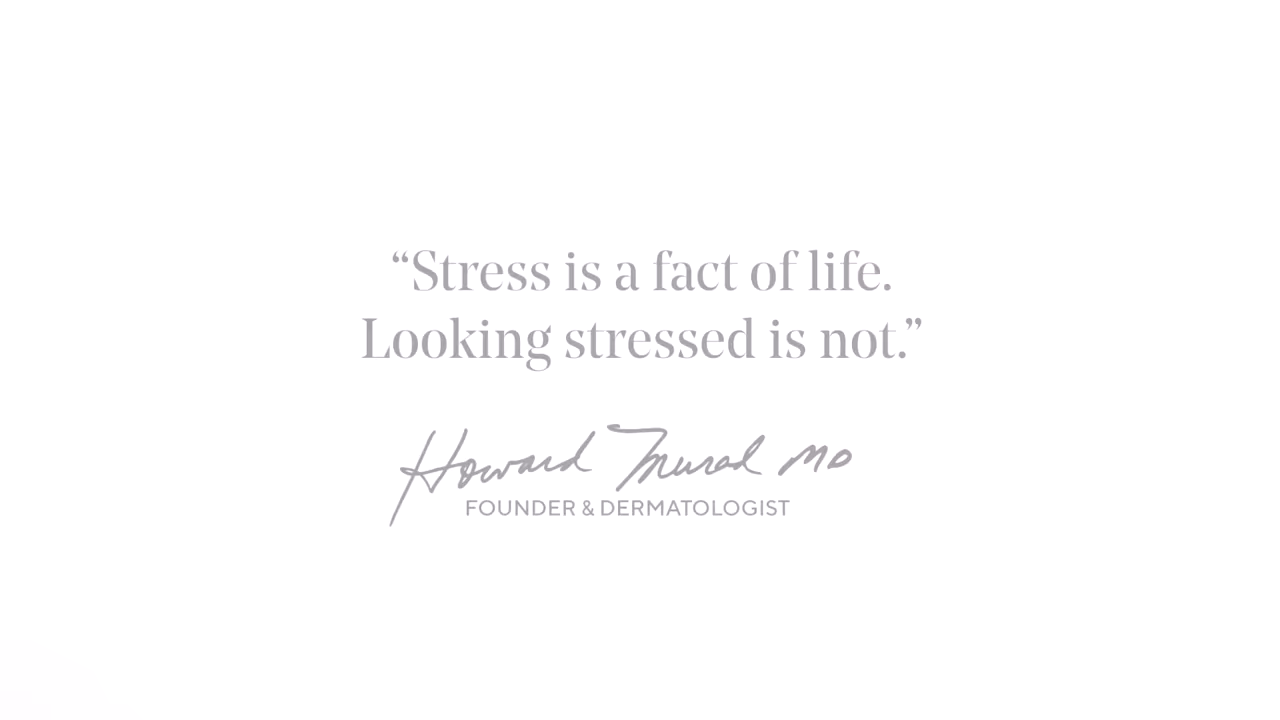 “Stress is a fact of life.
Looking stressed is not.”
Howard Murad MD
FOUNDER & DERMATOLOGIST